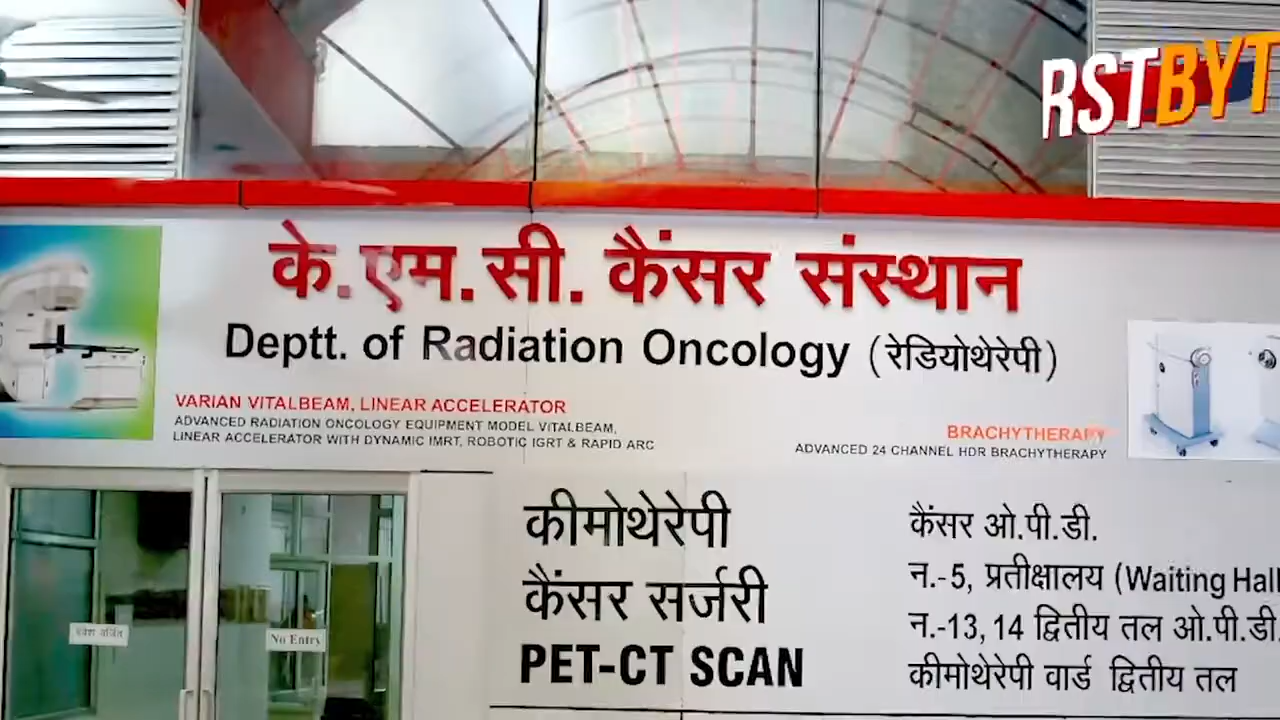 RSTBYT
के.एम.सी. कैंसर संस्थान
Deptt. of Radiation Oncology (रेडियोथेरेपी)
VARIAN VITALBEAM, LINEAR ACCELERATOR
ADVANCED RADIATION ONCOLOGY EQUIPMENT MODEL VITALBEAM,
LINEAR ACCELERATOR WITH DYNAMIC IMRT, ROBOTIC IGRT & RAPID ARC
BRACHYTHERAPY
ADVANCED 24 CHANNEL HDR BRACHYTHERAPY
कीमोथेरेपी
कैंसर सर्जरी
PET-CT SCAN
कैंसर ओ.पी.डी.
न.-5, प्रतीक्षालय (Waiting Hall
न.-13, 14 द्वितीय तल ओ.पी.डी.
कीमोथेरेपी वार्ड द्वितीय तल
प्रवेश वर्जित
No Entry